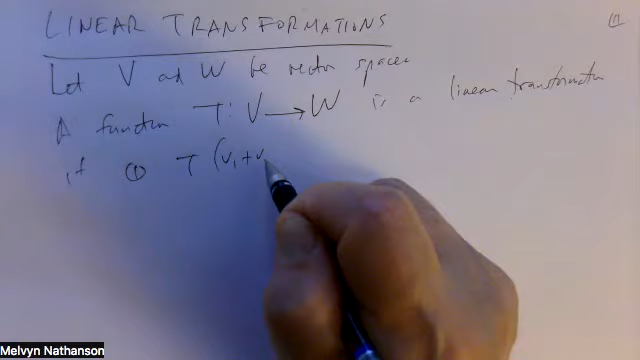 LINEAR TRANSFORMATIONS
Let V and W be vector spaces
A function T: V → W is a linear transformation
if ① T (v₁ + v
Melvyn Nathanson